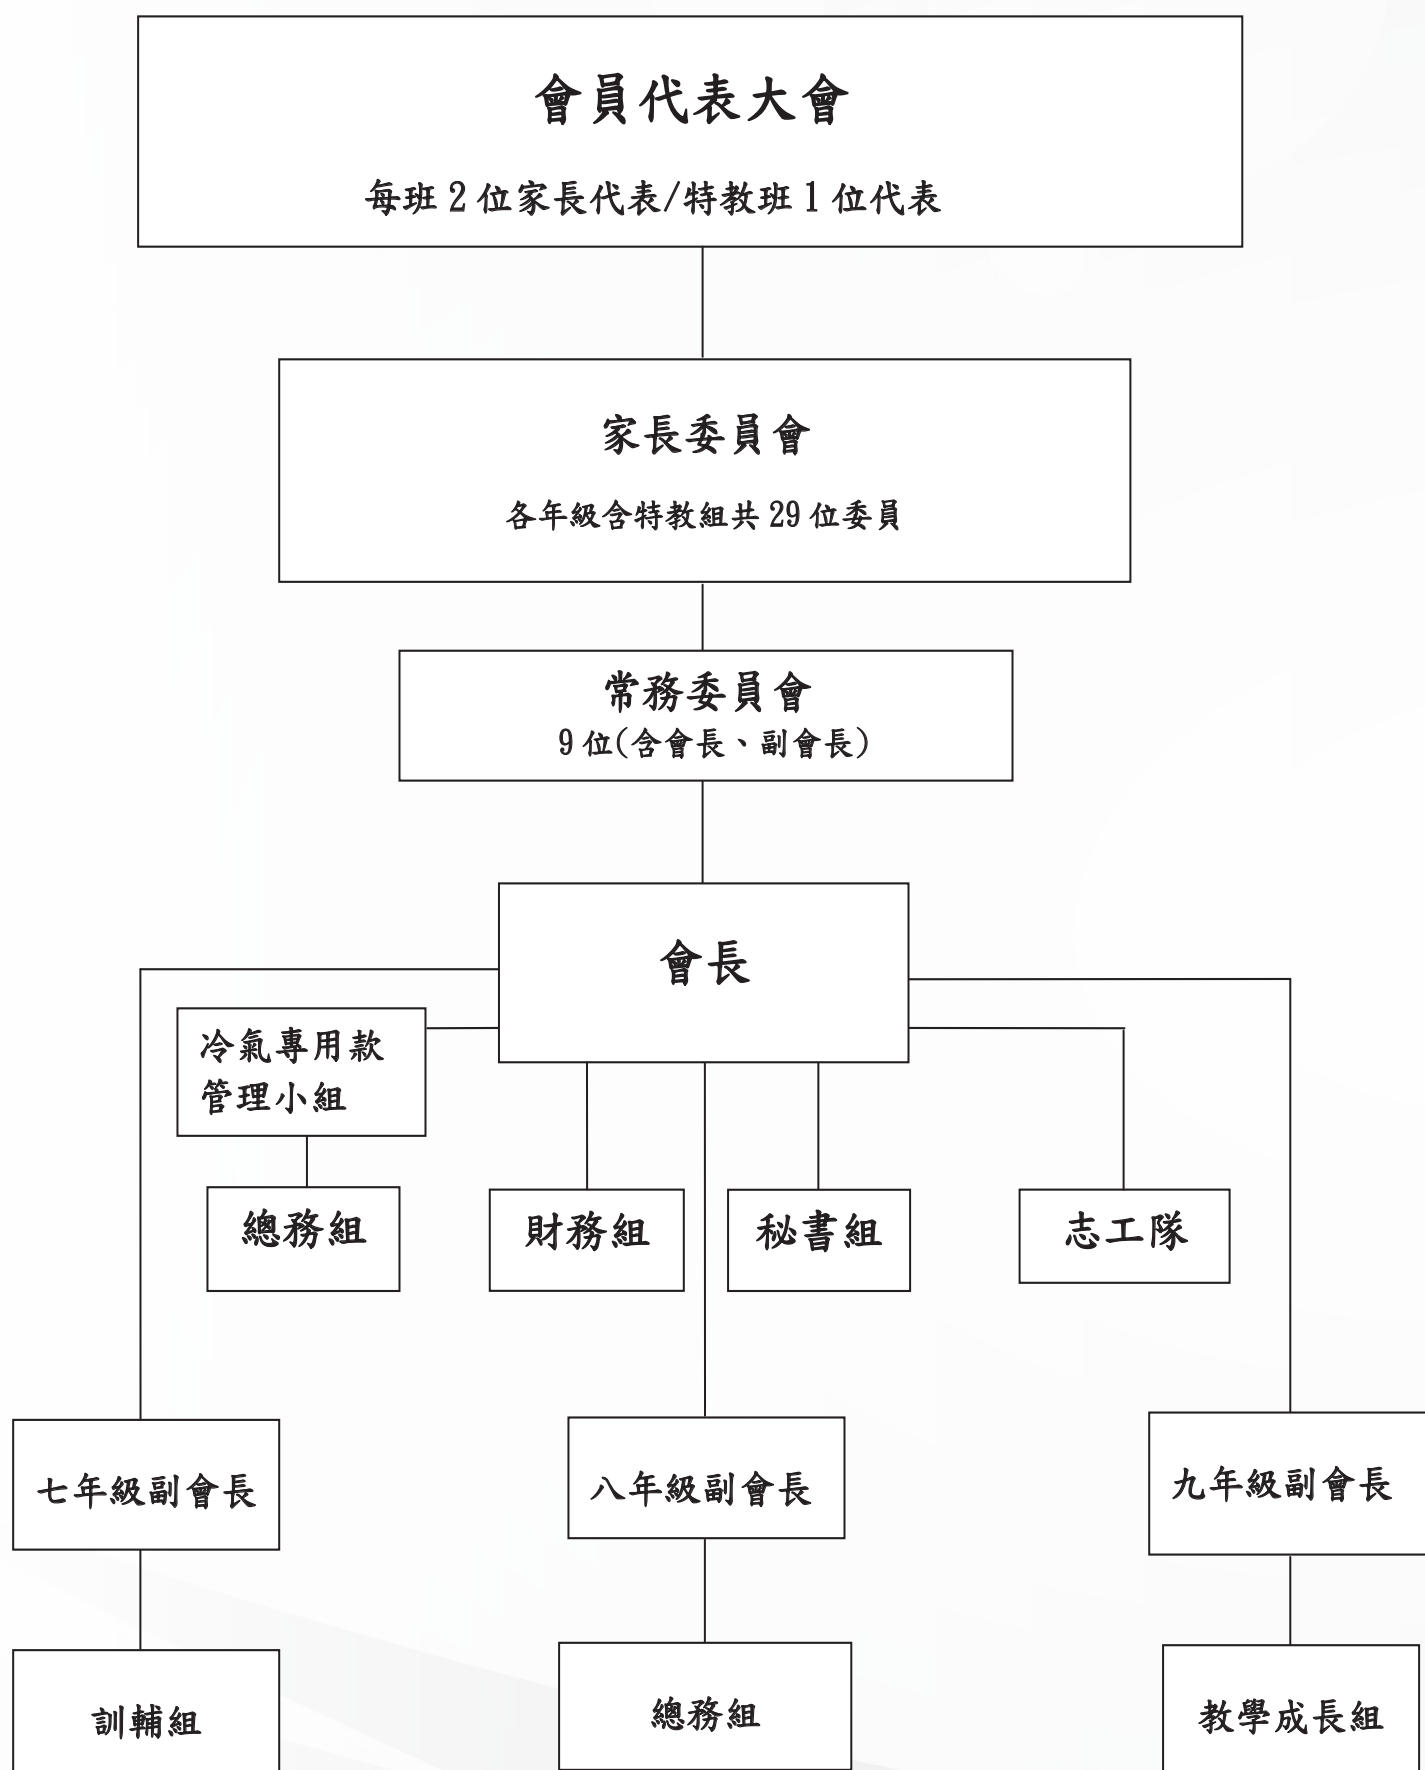 會員代表大會
每班 2 位家長代表/特教班 1 位代表
家長委員會
各年級含特教組共 29 位委員
常務委員會
9 位(含會長、副會長)
會長
冷氣專用款
管理小組
總務組
財務組
秘書組
志工隊
七年級副會長
八年級副會長
九年級副會長
訓輔組
總務組
教學成長組